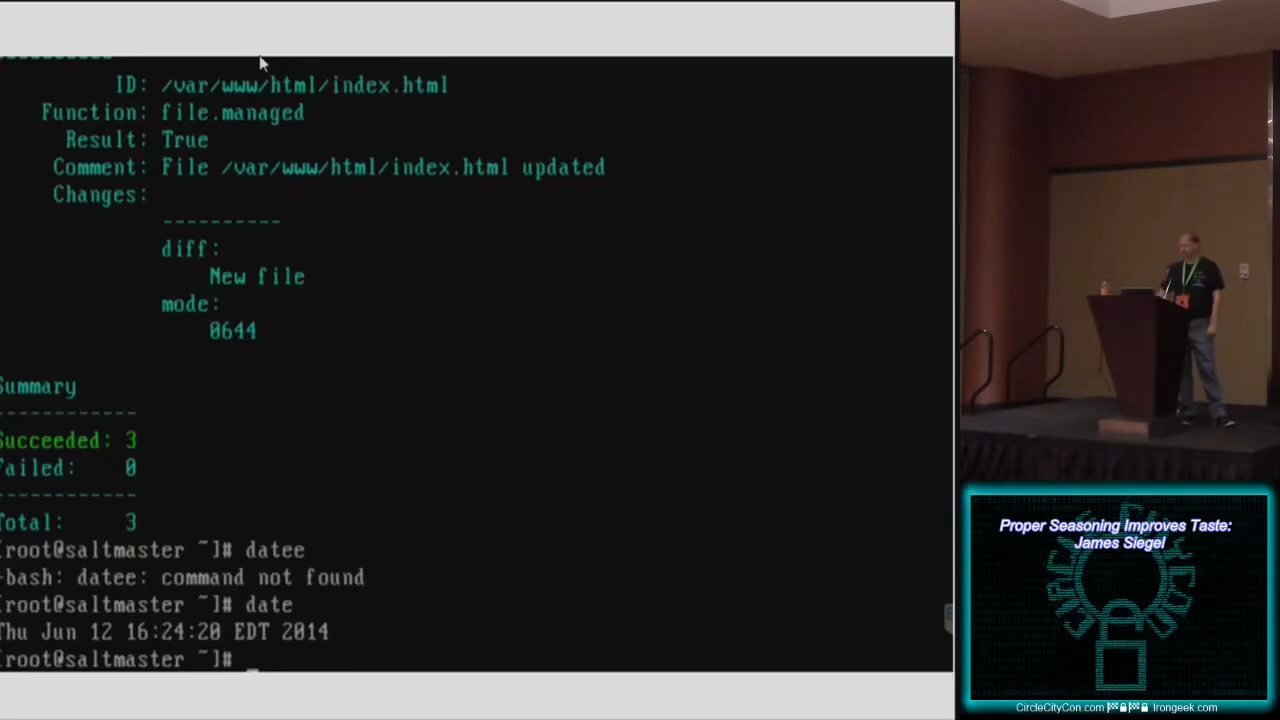 ID: /var/www/html/index.html
Function: file.managed
Result: True
Comment: File /var/www/html/index.html updated
Changes:
----------
diff:
New file
mode:
0644
Summary
------------
Succeeded: 3
Failed: 0
------------
Total: 3
[root@saltmaster ~]# datee
-bash: datee: command not found
[root@saltmaster ~]# date
Thu Jun 12 16:24:20 EDT 2014
[root@saltmaster ~]# _
Proper Seasoning Improves Taste:
James Siegel
CircleCityCon.com Irongeek.com